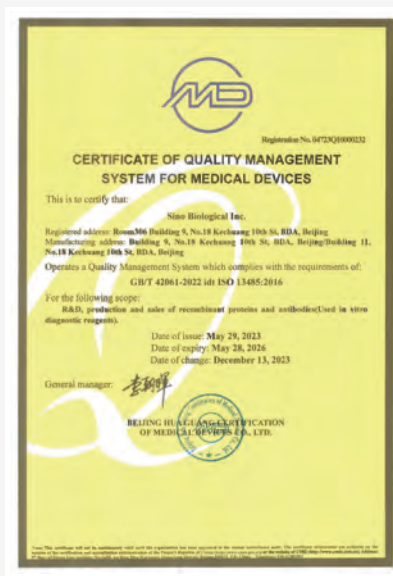 MD
Registration No. 04723Q10000232
CERTIFICATE OF QUALITY MANAGEMENT
SYSTEM FOR MEDICAL DEVICES
This is to certify that:
Sino Biological Inc.
Registered address: Room306 Building 9, No.18 Kechuang 10th St, BDA, Beijing
Manufacturing address: Building 9, No.18 Kechuang 10th St, BDA, Beijing/Building 11,
No.18 Kechuang 10th St, BDA, Beijing
Operates a Quality Management System which complies with the requirements of:
GB/T 42061-2022 idt ISO 13485:2016
For the following scope:
R&D, production and sales of recombinant proteins and antibodies(Used in vitro
diagnostic reagents).
Date of issue: May 29, 2023
Date of expiry: May 28, 2026
Date of change: December 13, 2023
General manager:
BEIJING HUAGUANG CERTIFICATION
OF MEDICAL DEVICES CO., LTD.